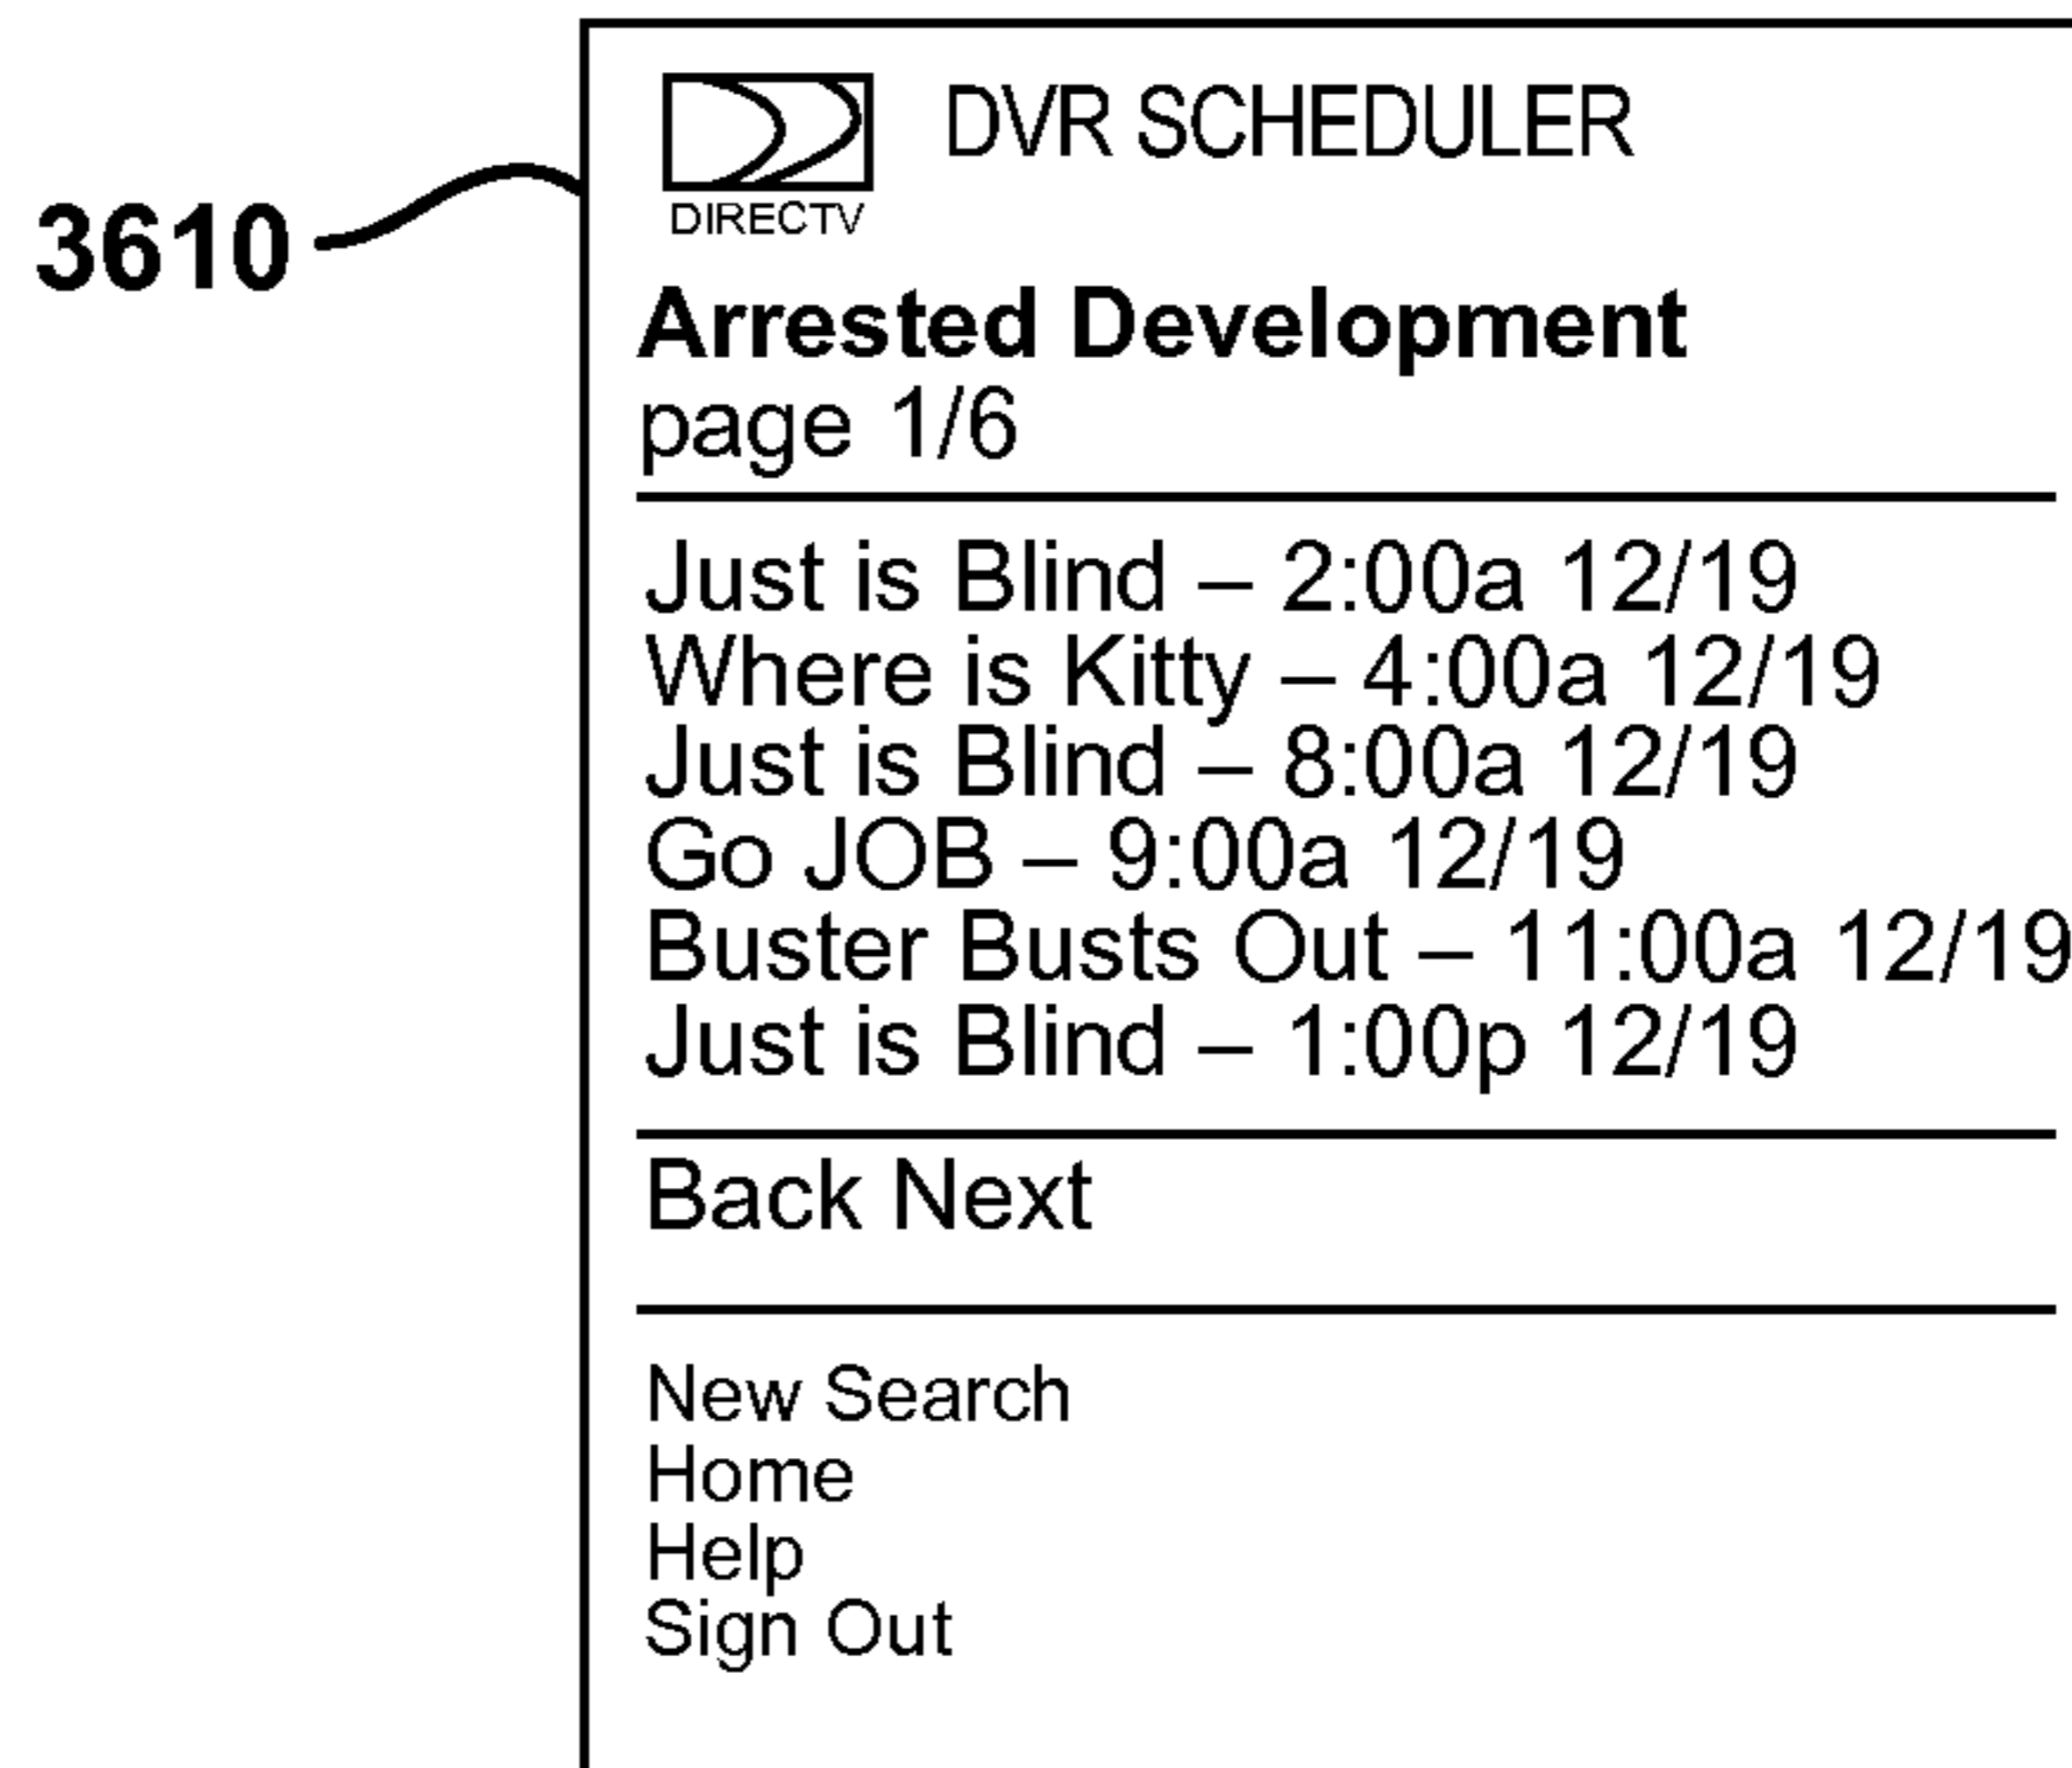 DVR SCHEDULER
DIRECTV
3610
Arrested Development
page 1/6
Just is Blind – 2:00a 12/19
Where is Kitty – 4:00a 12/19
Just is Blind – 8:00a 12/19
Go JOB – 9:00a 12/19
Buster Busts Out – 11:00a 12/19
Just is Blind – 1:00p 12/19
Back Next
New Search
Home
Help
Sign Out